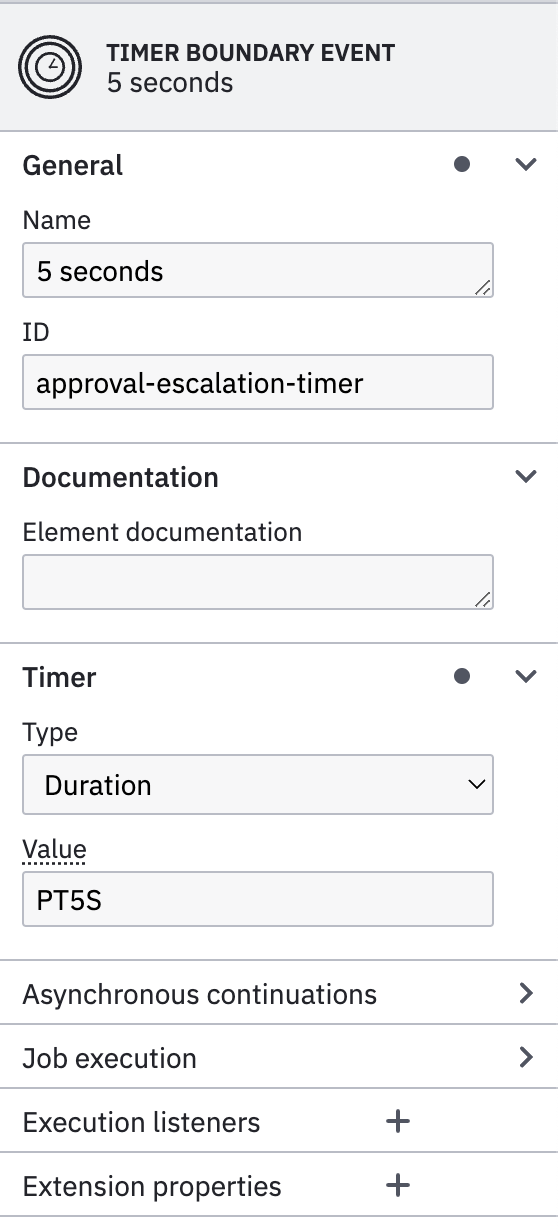 TIMER BOUNDARY EVENT
5 seconds
General
Name
5 seconds
ID
approval-escalation-timer
Documentation
Element documentation
Timer
Type
Duration
Value
PT5S
Asynchronous continuations
Job execution
Execution listeners
Extension properties